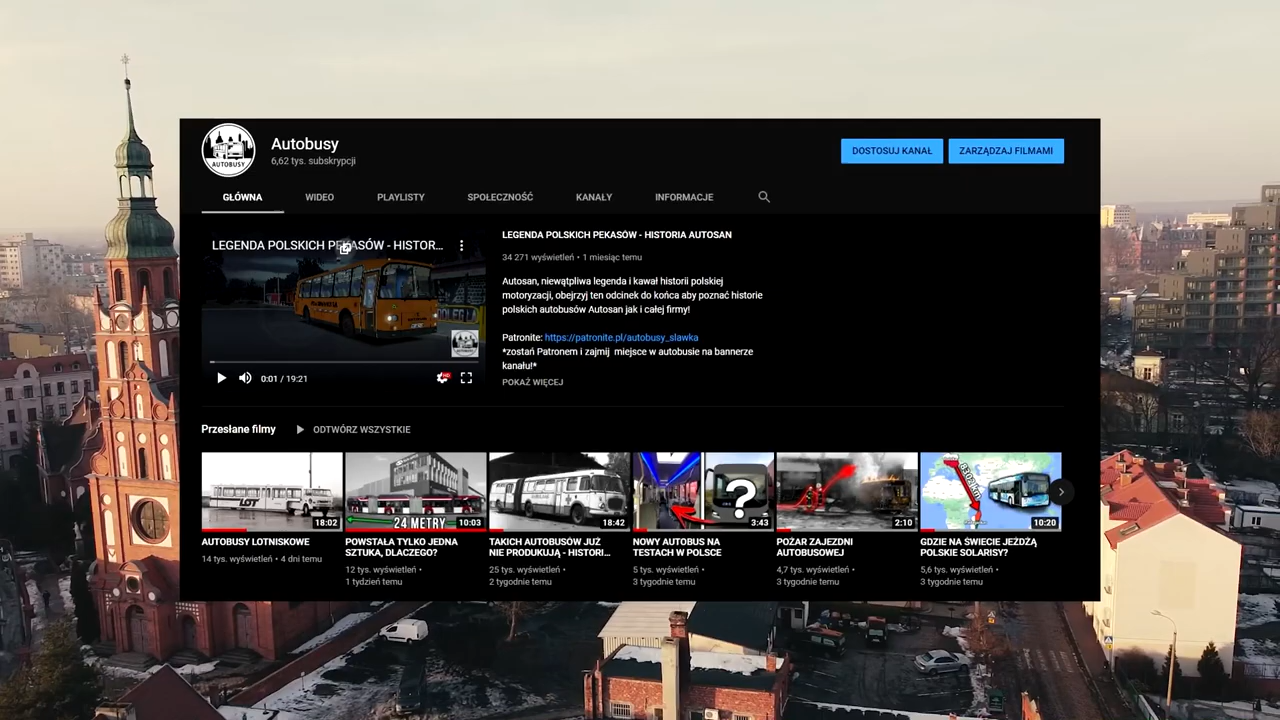 AUTOBUSY
Autobusy
6,62 tys. subskrypcji
DOSTOSUJ KANAŁ
ZARZĄDZAJ FILMAMI
GŁÓWNA
WIDEO
PLAYLISTY
SPOŁECZNOŚĆ
KANAŁY
INFORMACJE
LEGENDA POLSKICH PEKASÓW - HISTOR...
0:01 / 19:21
HD
LEGENDA POLSKICH PEKASÓW - HISTORIA AUTOSAN
34 271 wyświetleń • 1 miesiąc temu
Autosan, niewątpliwa legenda i kawał historii polskiej
motoryzacji, obejrzyj ten odcinek do końca aby poznać historie
polskich autobusów Autosan jak i całej firmy!
Patronite: https://patronite.pl/autobusy_slawka
*zostań Patronem i zajmij miejsce w autobusie na bannerze
kanału!*
POKAŻ WIĘCEJ
Przesłane filmy
ODTWÓRZ WSZYSTKIE
LOT
18:02
AUTOBUSY LOTNISKOWE
14 tys. wyświetleń • 4 dni temu
24 METRY
10:03
POWSTAŁA TYLKO JEDNA
SZTUKA, DLACZEGO?
12 tys. wyświetleń •
1 tydzień temu
18:42
TAKICH AUTOBUSÓW JUŻ
NIE PRODUKUJĄ - HISTORI...
25 tys. wyświetleń •
2 tygodnie temu
?
3:43
NOWY AUTOBUS NA
TESTACH W POLSCE
5 tys. wyświetleń •
3 tygodnie temu
2:10
POŻAR ZAJEZDNI
AUTOBUSOWEJ
4,7 tys. wyświetleń •
3 tygodnie temu
10:20
GDZIE NA ŚWIECIE JEŻDŻĄ
POLSKIE SOLARISY?
5,6 tys. wyświetleń •
3 tygodnie temu